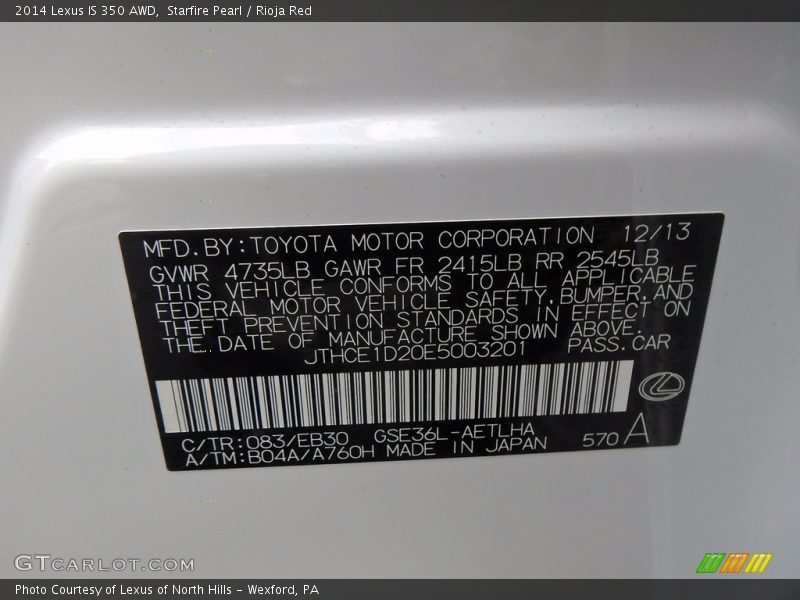 2014 Lexus IS 350 AWD, Starfire Pearl / Rioja Red
MFD. BY: TOYOTA MOTOR CORPORATION 12/13
GVWR 4735LB GAWR FR 2415LB RR 2545LB
THIS VEHICLE CONFORMS TO ALL APPLICABLE
FEDERAL MOTOR VEHICLE SAFETY, BUMPER, AND
THEFT PREVENTION STANDARDS IN EFFECT ON
THE DATE OF MANUFACTURE SHOWN ABOVE.
JTHCE1D20E5003201 PASS. CAR
C/TR: 083/EB30 GSE36L-AETLHA
A/TM: B04A/A760H MADE IN JAPAN 570 A
GTCARLOT.COM
Photo Courtesy of Lexus of North Hills - Wexford, PA